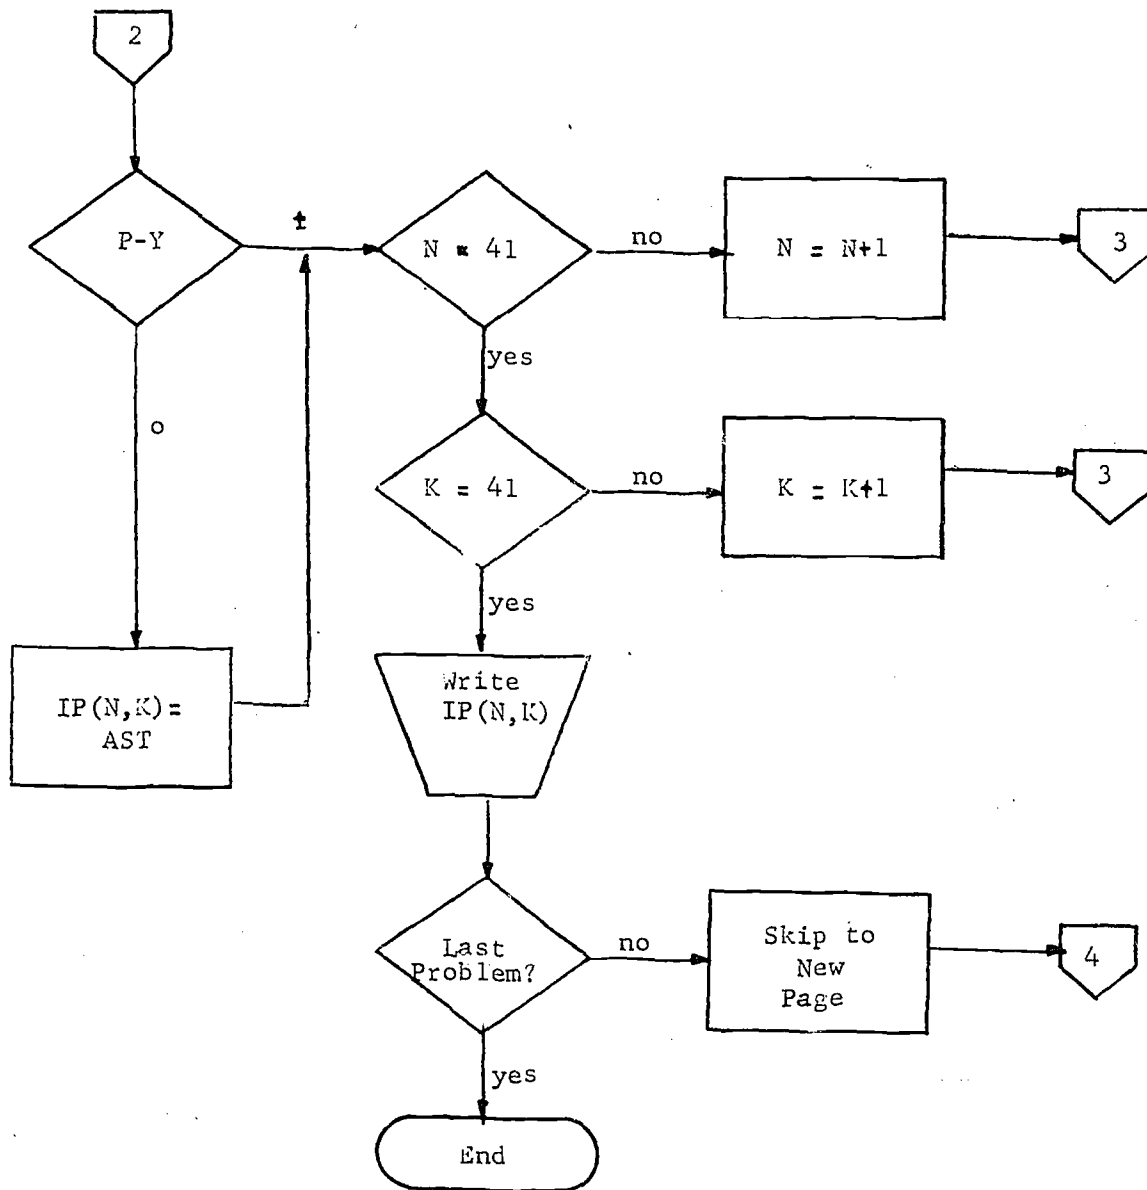 2
P-Y
±
N = 41
no
N = N+1
3
yes
o
K = 41
no
K = K+1
3
yes
IP(N,K)=
AST
Write
IP(N,K)
Last
Problem?
no
Skip to
New
Page
4
yes
End